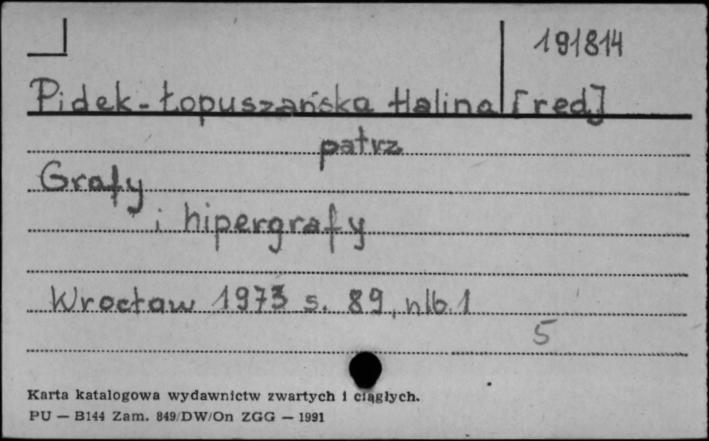 191814
Pidek-Łopuszańska Halina [red]
patrz
Grafy
i hipergrafy
Wrocław 1973 s. 89, nlb. 1
5
Karta katalogowa wydawnictw zwartych i ciągłych.
PU — B144 Zam. 849/DW/On ZGG — 1991